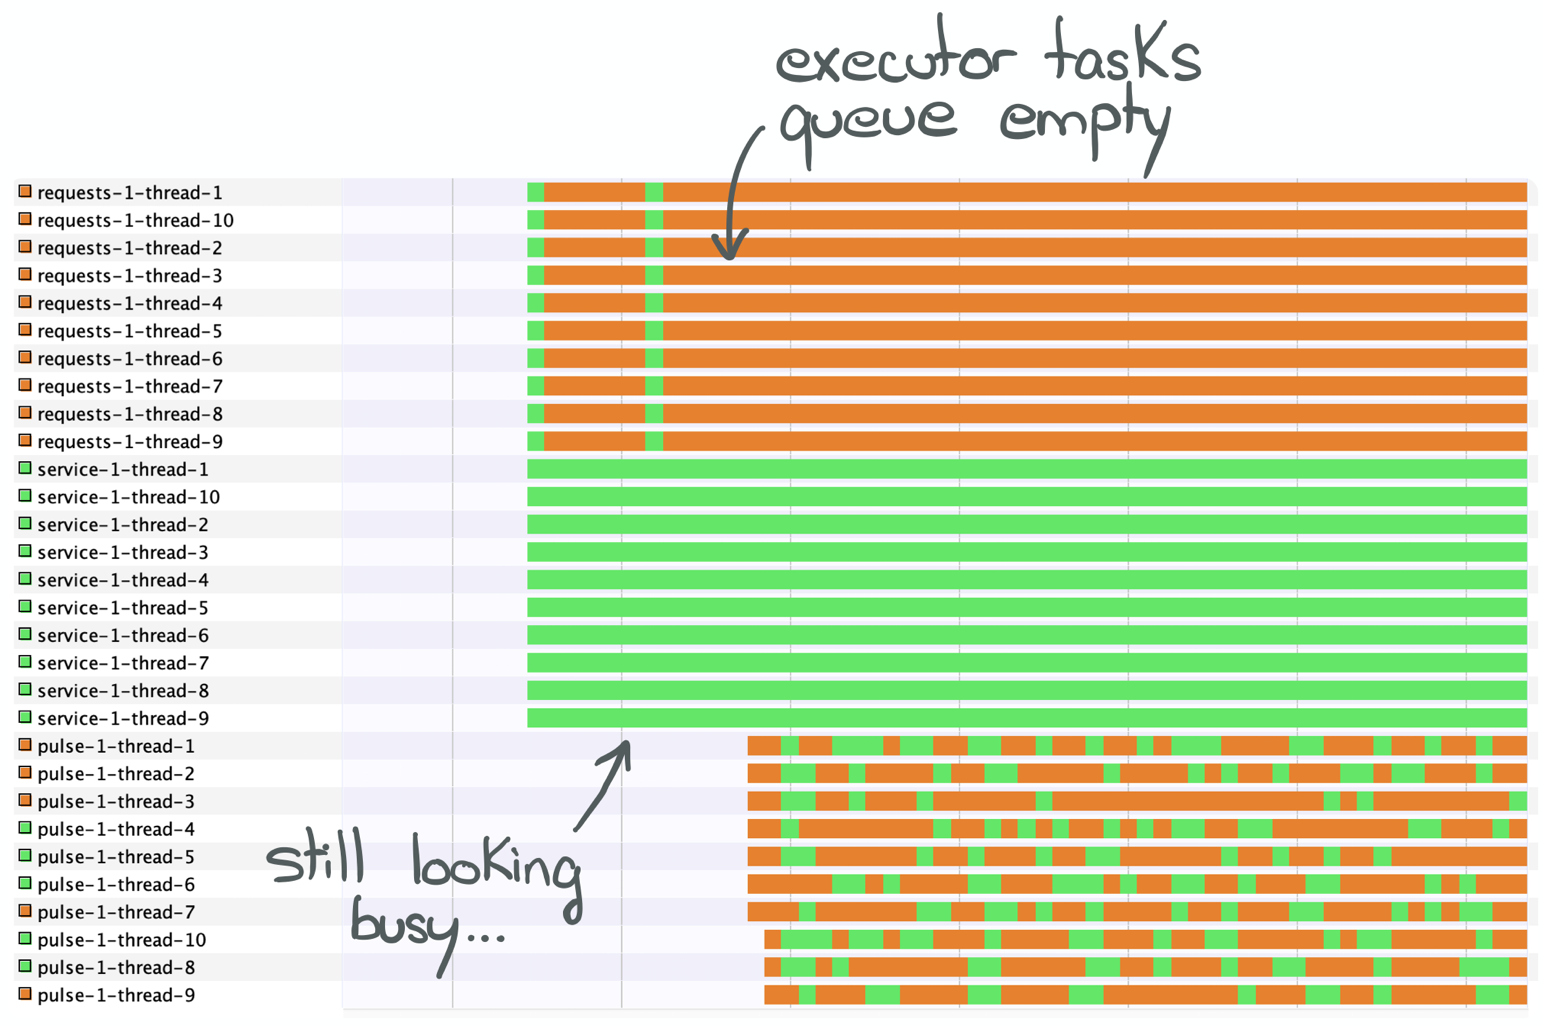 executor tasks
queue empty
requests-1-thread-1
requests-1-thread-10
requests-1-thread-2
requests-1-thread-3
requests-1-thread-4
requests-1-thread-5
requests-1-thread-6
requests-1-thread-7
requests-1-thread-8
requests-1-thread-9
service-1-thread-1
service-1-thread-10
service-1-thread-2
service-1-thread-3
service-1-thread-4
service-1-thread-5
service-1-thread-6
service-1-thread-7
service-1-thread-8
service-1-thread-9
pulse-1-thread-1
pulse-1-thread-2
pulse-1-thread-3
pulse-1-thread-4
pulse-1-thread-5
pulse-1-thread-6
pulse-1-thread-7
pulse-1-thread-10
pulse-1-thread-8
pulse-1-thread-9
still looking
busy...